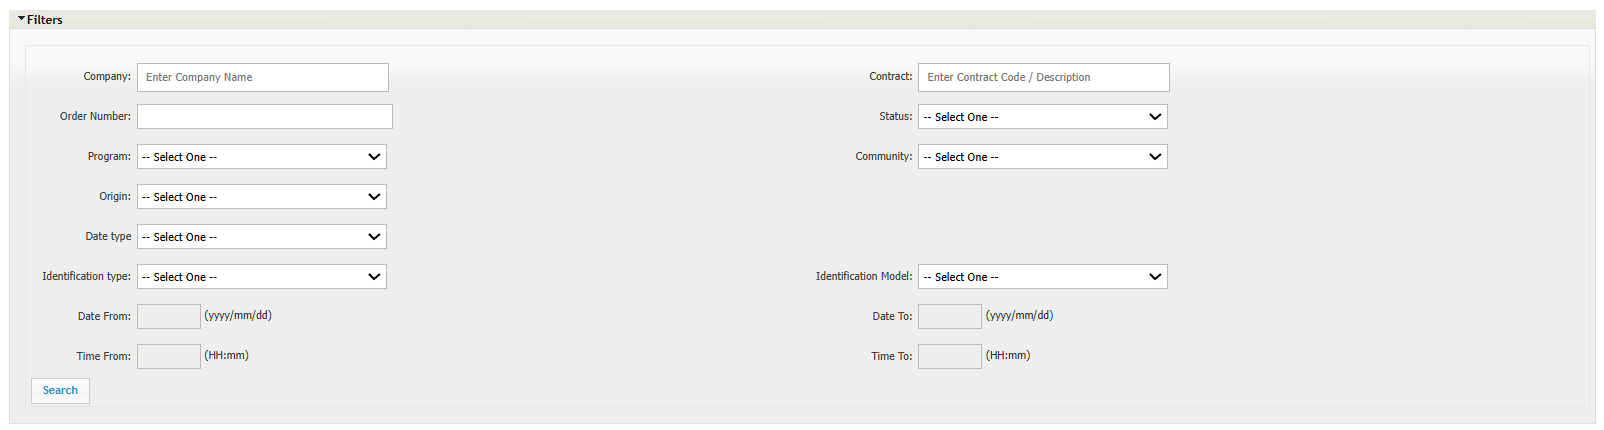 Filters
Company: Enter Company Name Contract: Enter Contract Code / Description
Order Number: Status: -- Select One --
Program: -- Select One -- Community: -- Select One --
Origin: -- Select One --
Date type -- Select One --
Identification type: -- Select One -- Identification Model: -- Select One --
Date From: (yyyy/mm/dd) Date To: (yyyy/mm/dd)
Time From: (HH:mm) Time To: (HH:mm)
Search